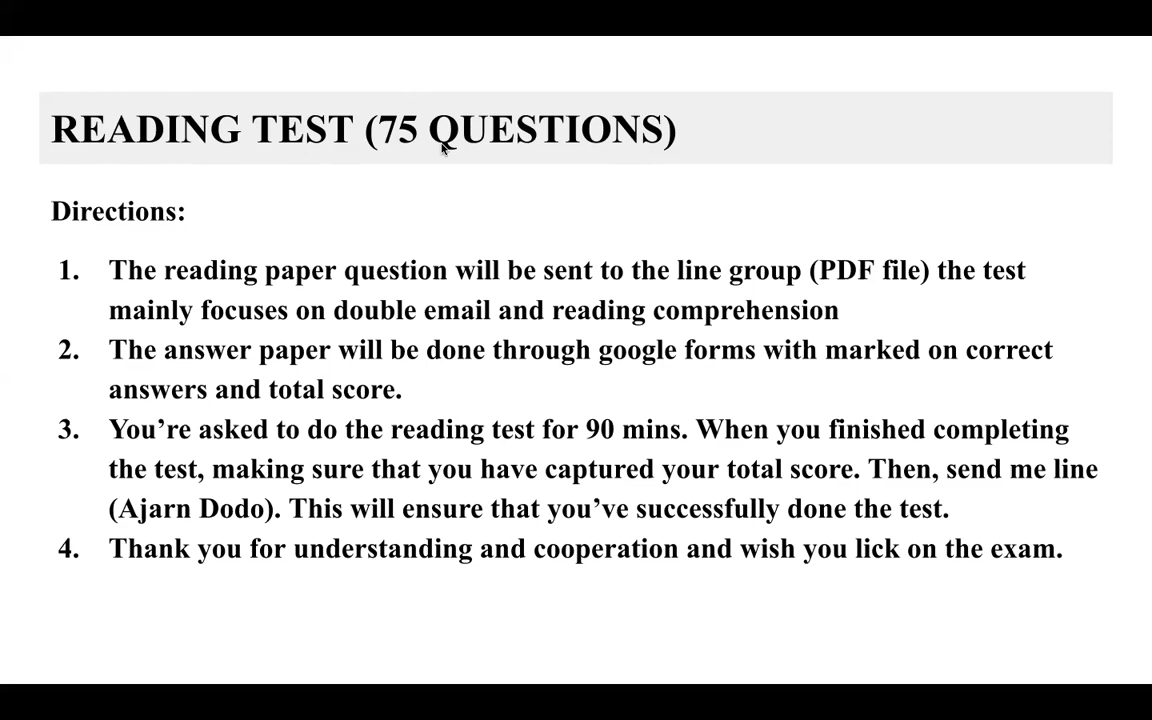 READING TEST (75 QUESTIONS)
Directions:
1. The reading paper question will be sent to the line group (PDF file) the test
mainly focuses on double email and reading comprehension
2. The answer paper will be done through google forms with marked on correct
answers and total score.
3. You’re asked to do the reading test for 90 mins. When you finished completing
the test, making sure that you have captured your total score. Then, send me line
(Ajarn Dodo). This will ensure that you’ve successfully done the test.
4. Thank you for understanding and cooperation and wish you lick on the exam.